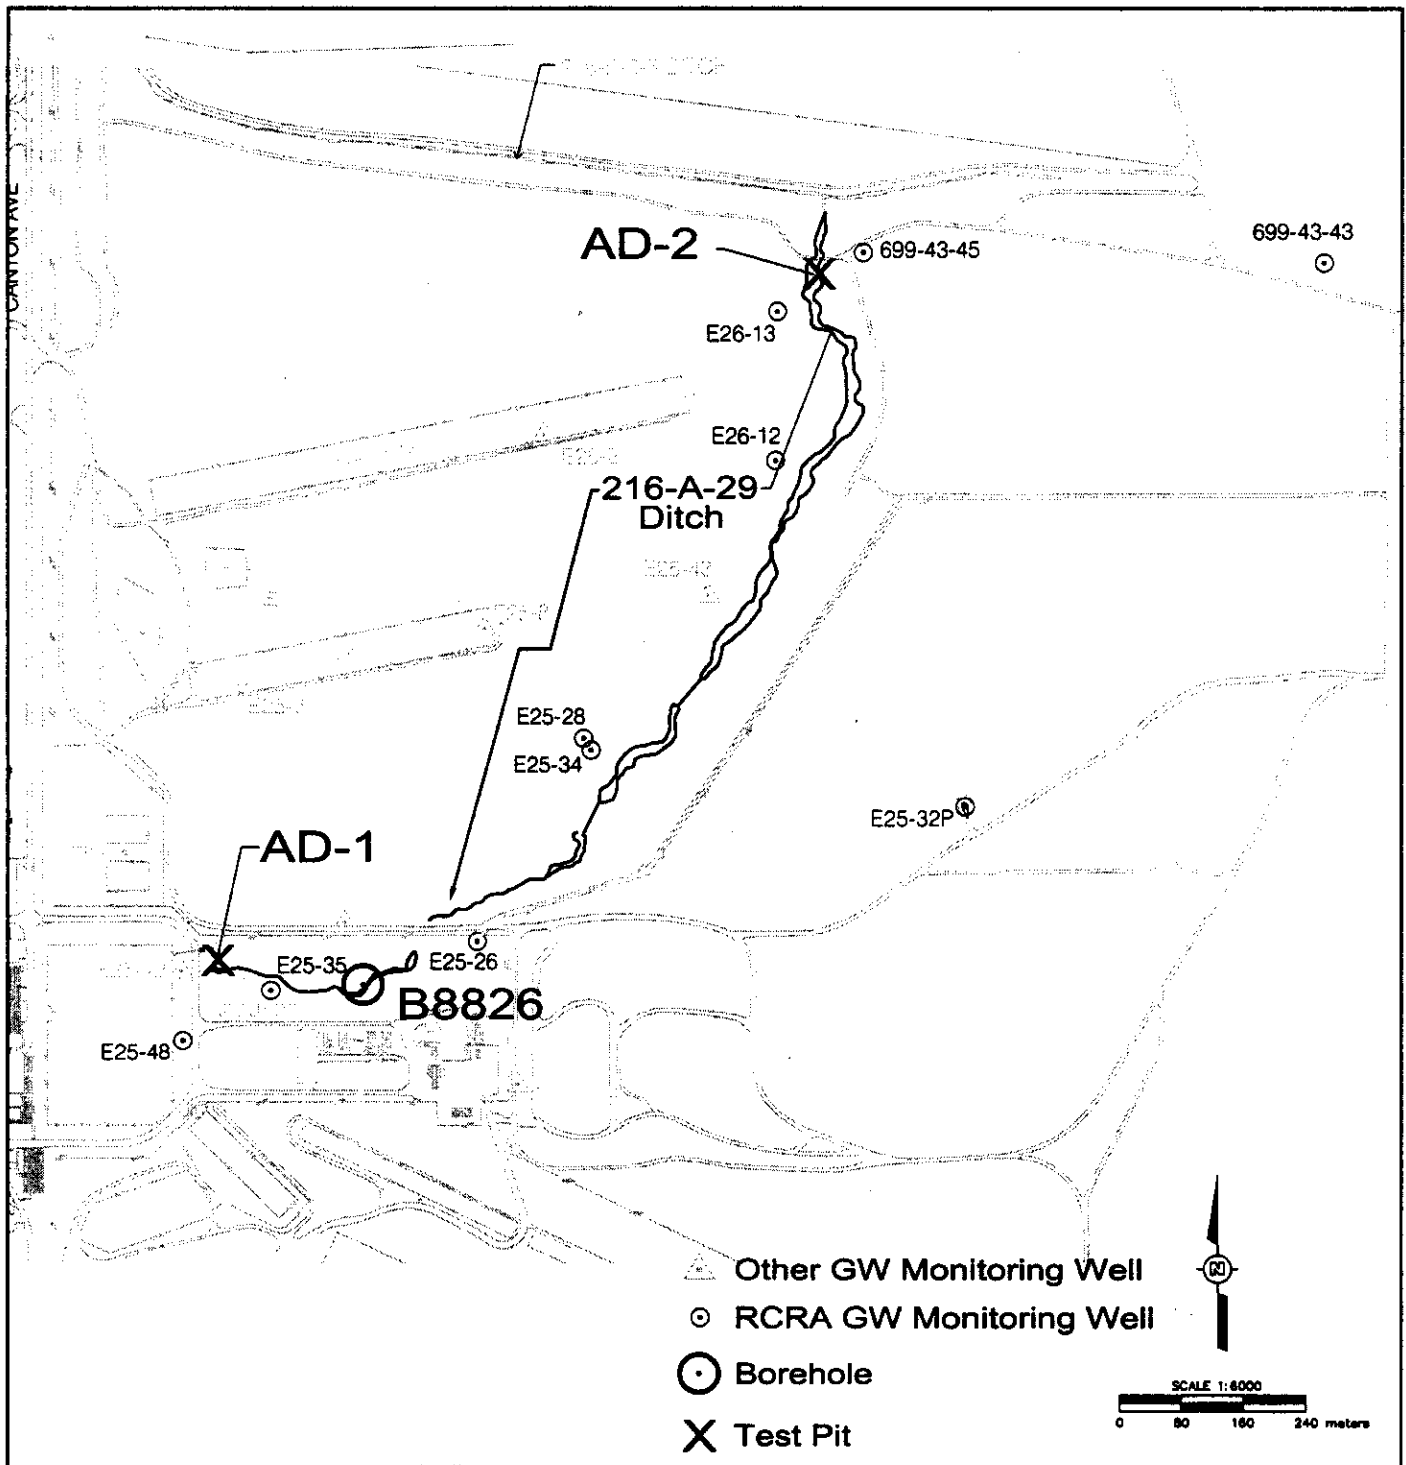 CANTON AVE
AD-2
699-43-45
699-43-43
E26-13
E26-12
216-A-29
Ditch
E25-28
E25-34
E25-32P
AD-1
E25-35
E25-26
B8826
E25-48
Other GW Monitoring Well
RCRA GW Monitoring Well
Borehole
Test Pit
N
SCALE 1:6000
0 80 160 240 meters